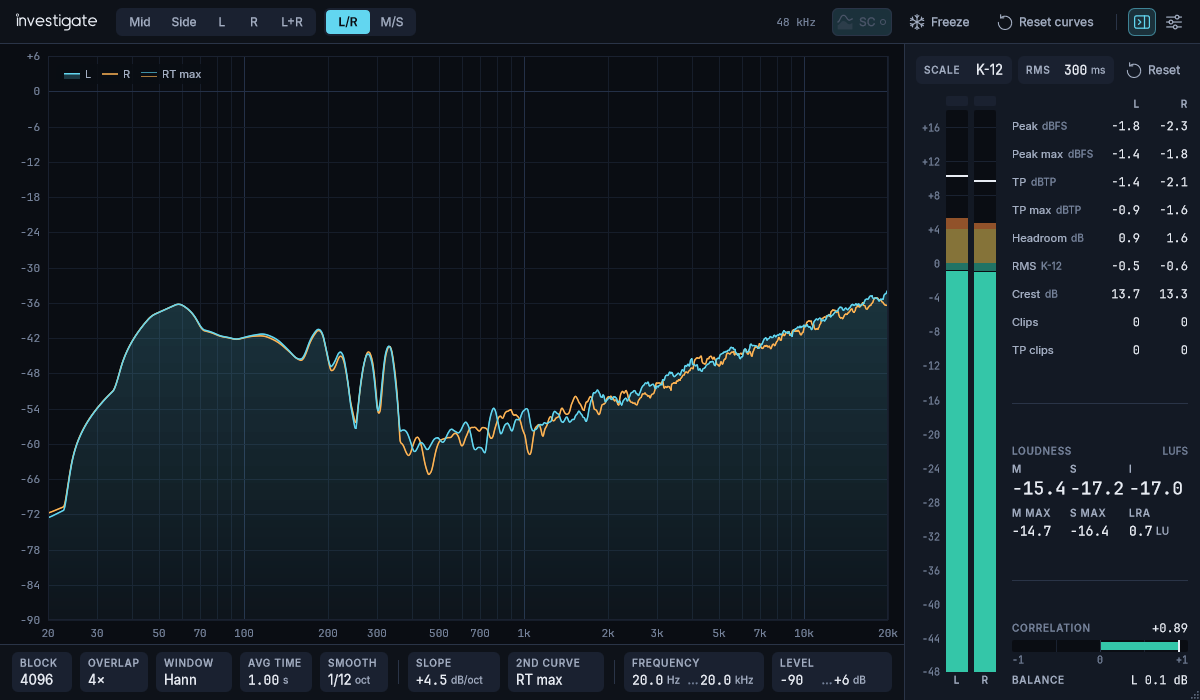 investigate Mid Side L R L+R L/R M/S 48 kHz SC Freeze Reset curves
L R RT max
+6
0
-6
-12
-18
-24
-30
-36
-42
-48
-54
-60
-66
-72
-78
-84
-90
20 30 50 70 100 200 300 500 700 1k 2k 3k 5k 7k 10k 20k
BLOCK OVERLAP WINDOW AVG TIME SMOOTH SLOPE 2ND CURVE FREQUENCY LEVEL
4096 4× Hann 1.00 s 1/12 oct +4.5 dB/oct RT max 20.0 Hz ...20.0 kHz -90 ...+6 dB
SCALE K-12 RMS 300 ms Reset
+16
+12
+8
+4
0
-4
-8
-12
-16
-20
-24
-28
-32
-36
-40
-44
-48
L R
L R
Peak dBFS -1.8 -2.3
Peak max dBFS -1.4 -1.8
TP dBTP -1.4 -2.1
TP max dBTP -0.9 -1.6
Headroom dB 0.9 1.6
RMS K-12 -0.5 -0.6
Crest dB 13.7 13.3
Clips 0 0
TP clips 0 0
LOUDNESS LUFS
M S I
-15.4 -17.2 -17.0
M MAX S MAX LRA
-14.7 -16.4 0.7 LU
CORRELATION +0.89
-1 0 +1
BALANCE L 0.1 dB